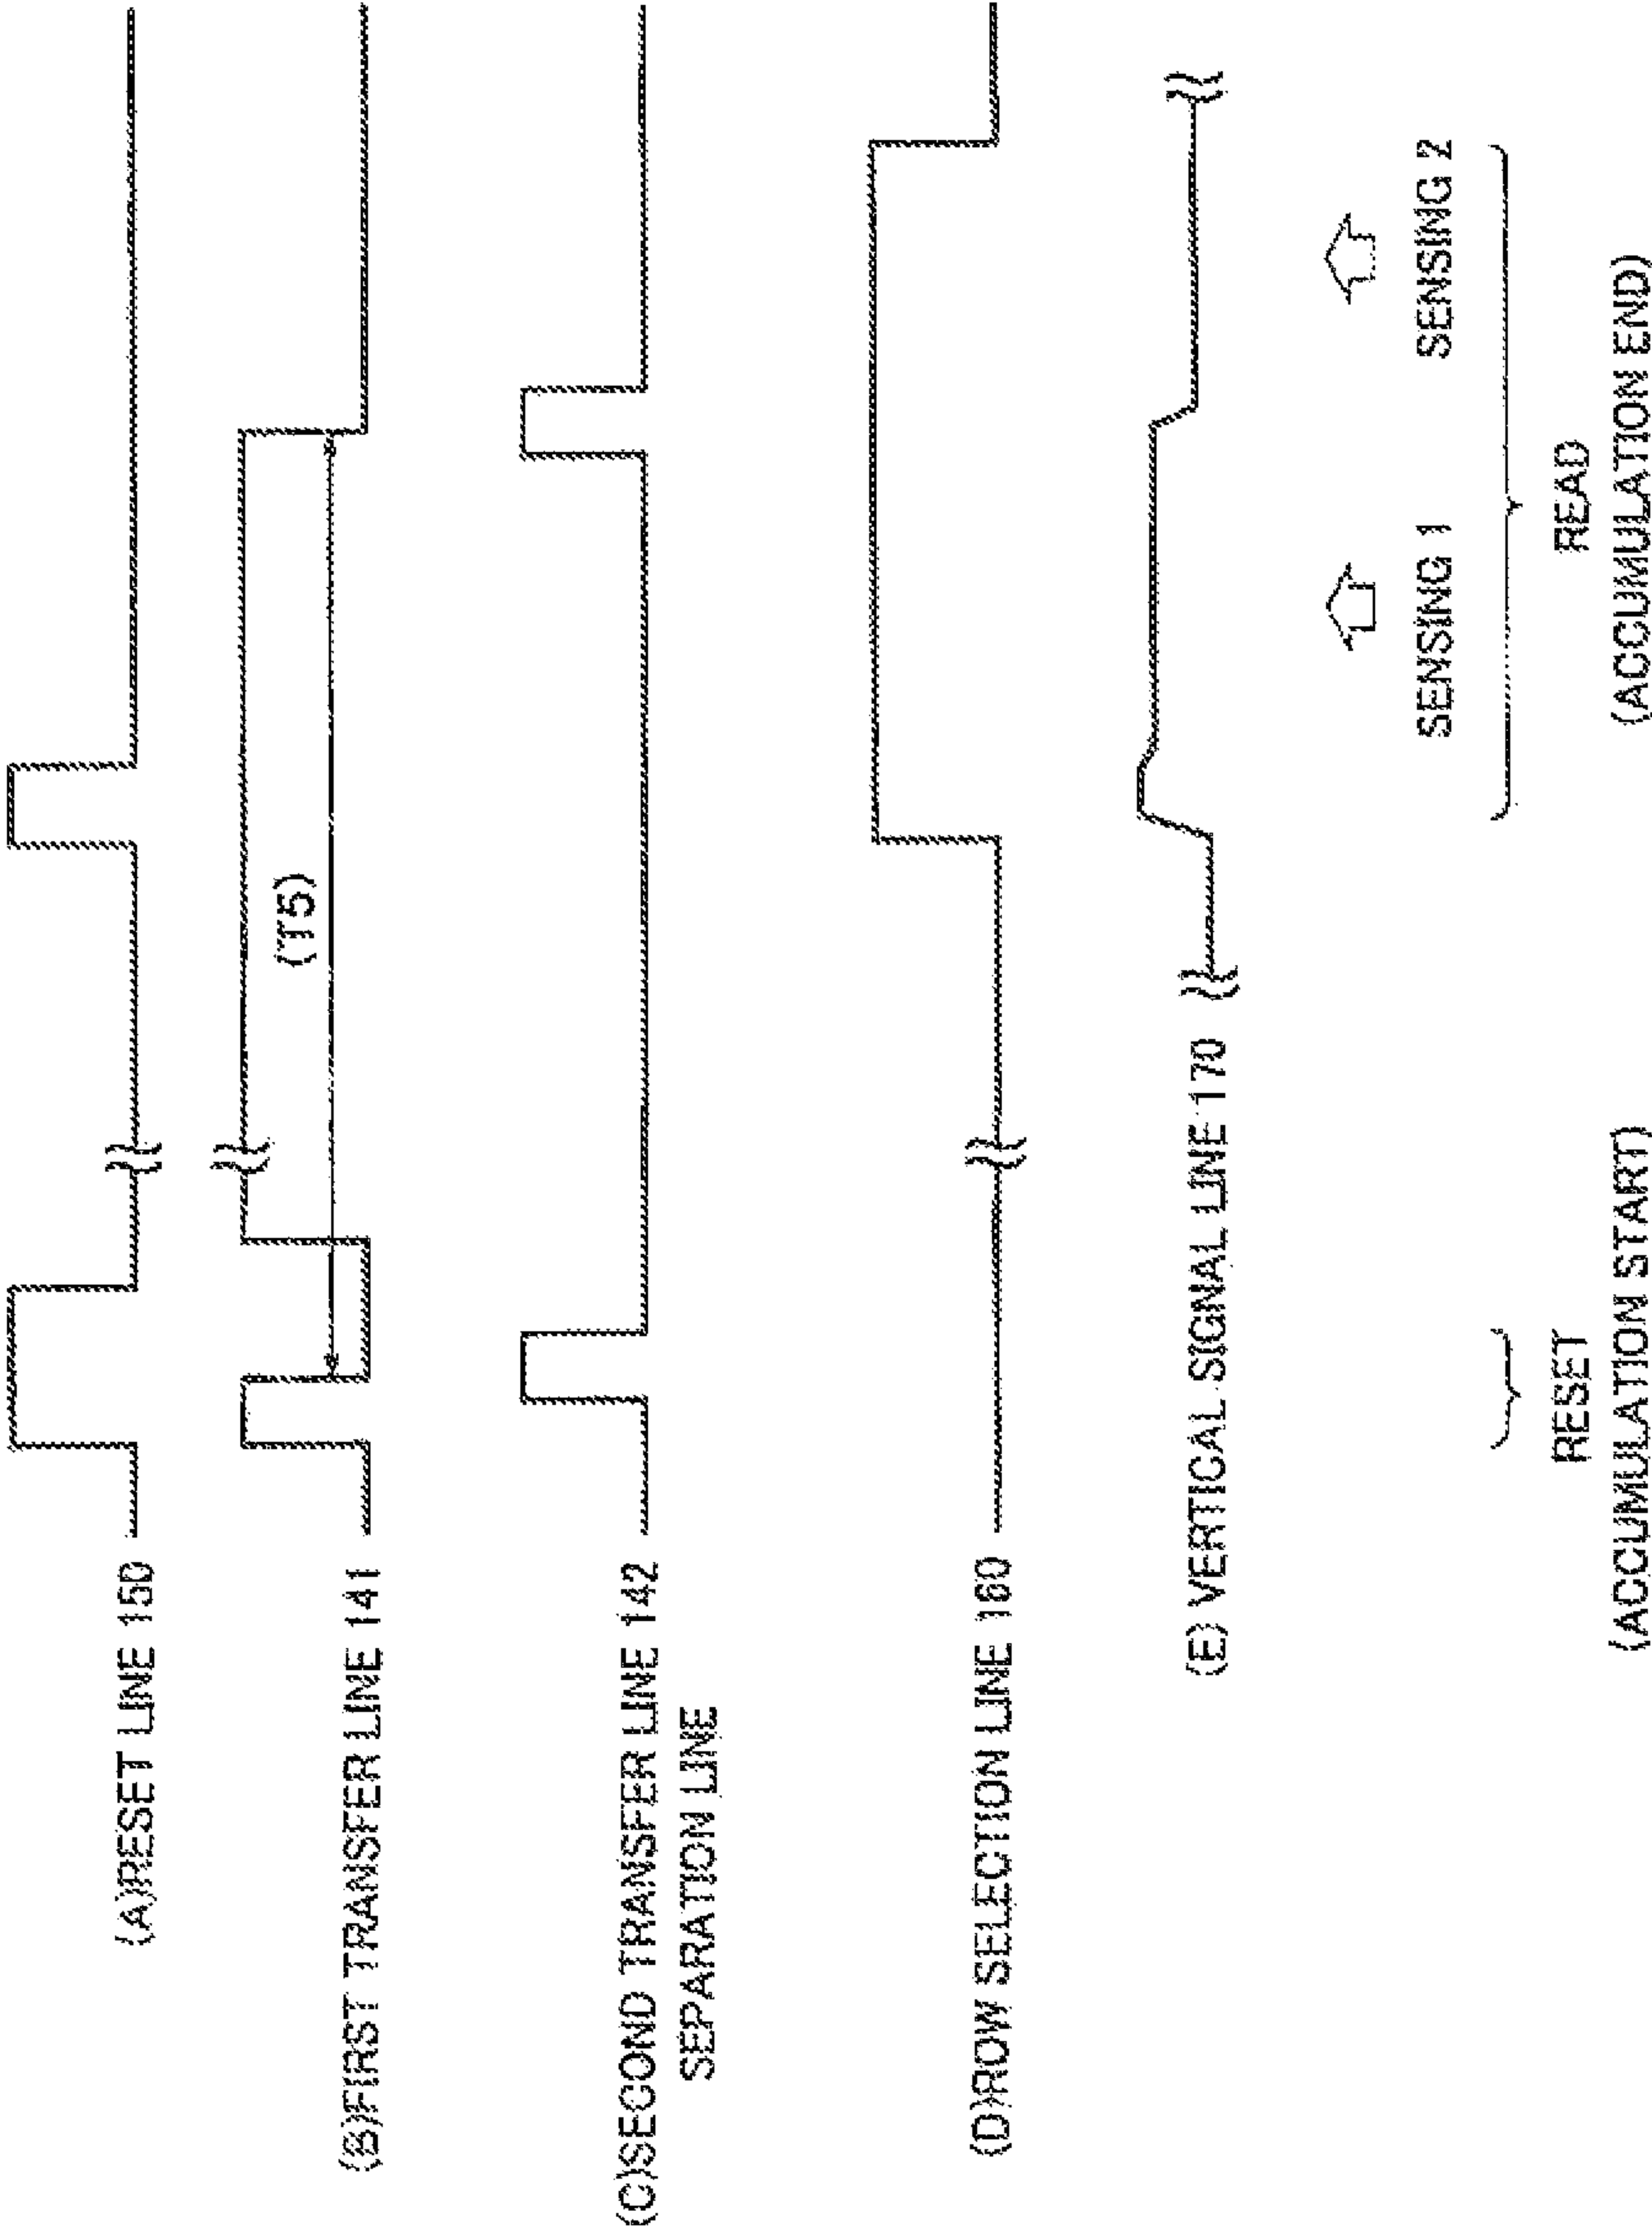 (A)RESET LINE 150
(B)FIRST TRANSFER LINE 141
(T5)
(C)SECOND TRANSFER LINE 142
SEPARATION LINE
(D)ROW SELECTION LINE 160
(E) VERTICAL SIGNAL LINE 170
SENSING 1
SENSING 2
RESET
(ACCUMULATION START)
READ
(ACCUMULATION END)